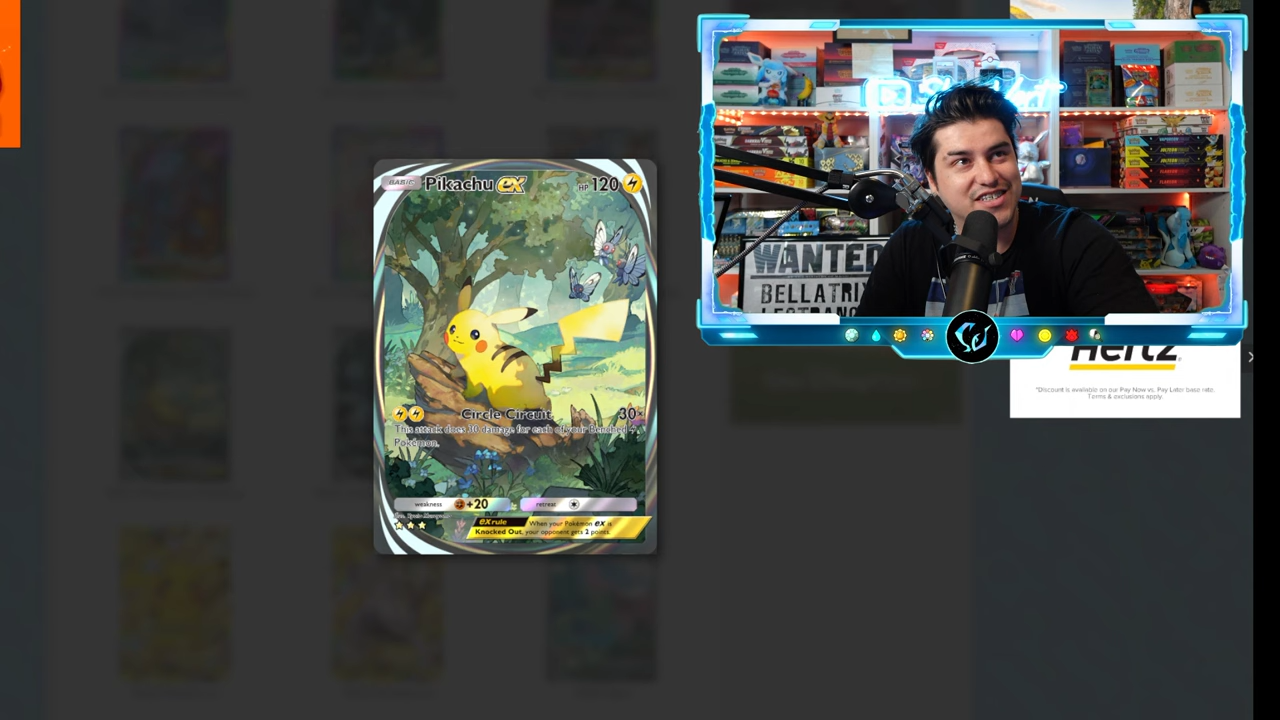 BASIC Pikachu ex HP 120
Circle Circuit 30×
This attack does 30 damage for each of your Benched
Pokémon.
weakness +20 retreat
ex rule When your Pokémon ex is
Knocked Out, your opponent gets 2 points.
WANTED
BELLATRIX
LESTRANGE
Hertz
*Discount is available on our Pay Now vs. Pay Later base rate.
Terms & exclusions apply.